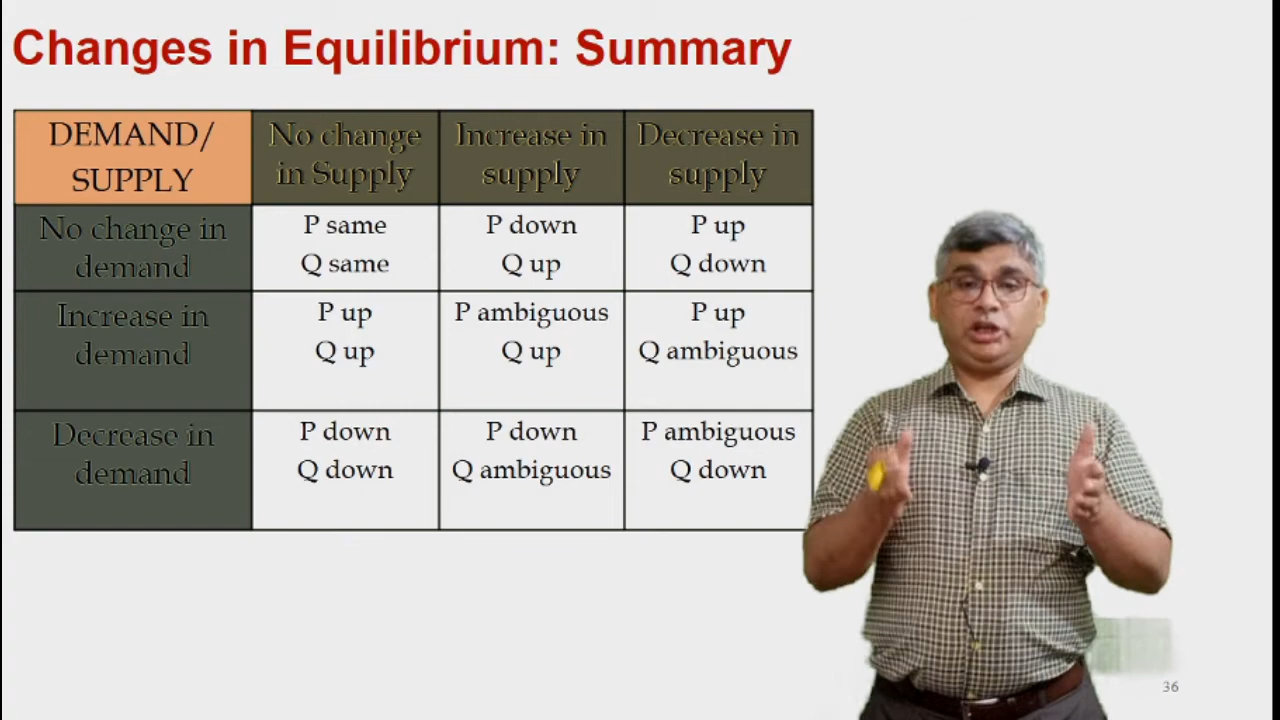 Changes in Equilibrium: Summary
DEMAND/
SUPPLY
No change
in Supply
Increase in
supply
Decrease in
supply
No change in
demand
P same
Q same
P down
Q up
P up
Q down
Increase in
demand
P up
Q up
P ambiguous
Q up
P up
Q ambiguous
Decrease in
demand
P down
Q down
P down
Q ambiguous
P ambiguous
Q down
36